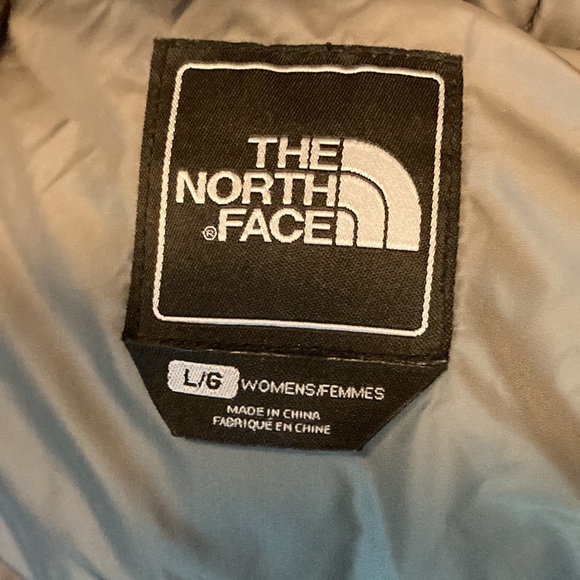 THE
NORTH
®FACE
L/G WOMENS/FEMMES
MADE IN CHINA
FABRIQUÉ EN CHINE